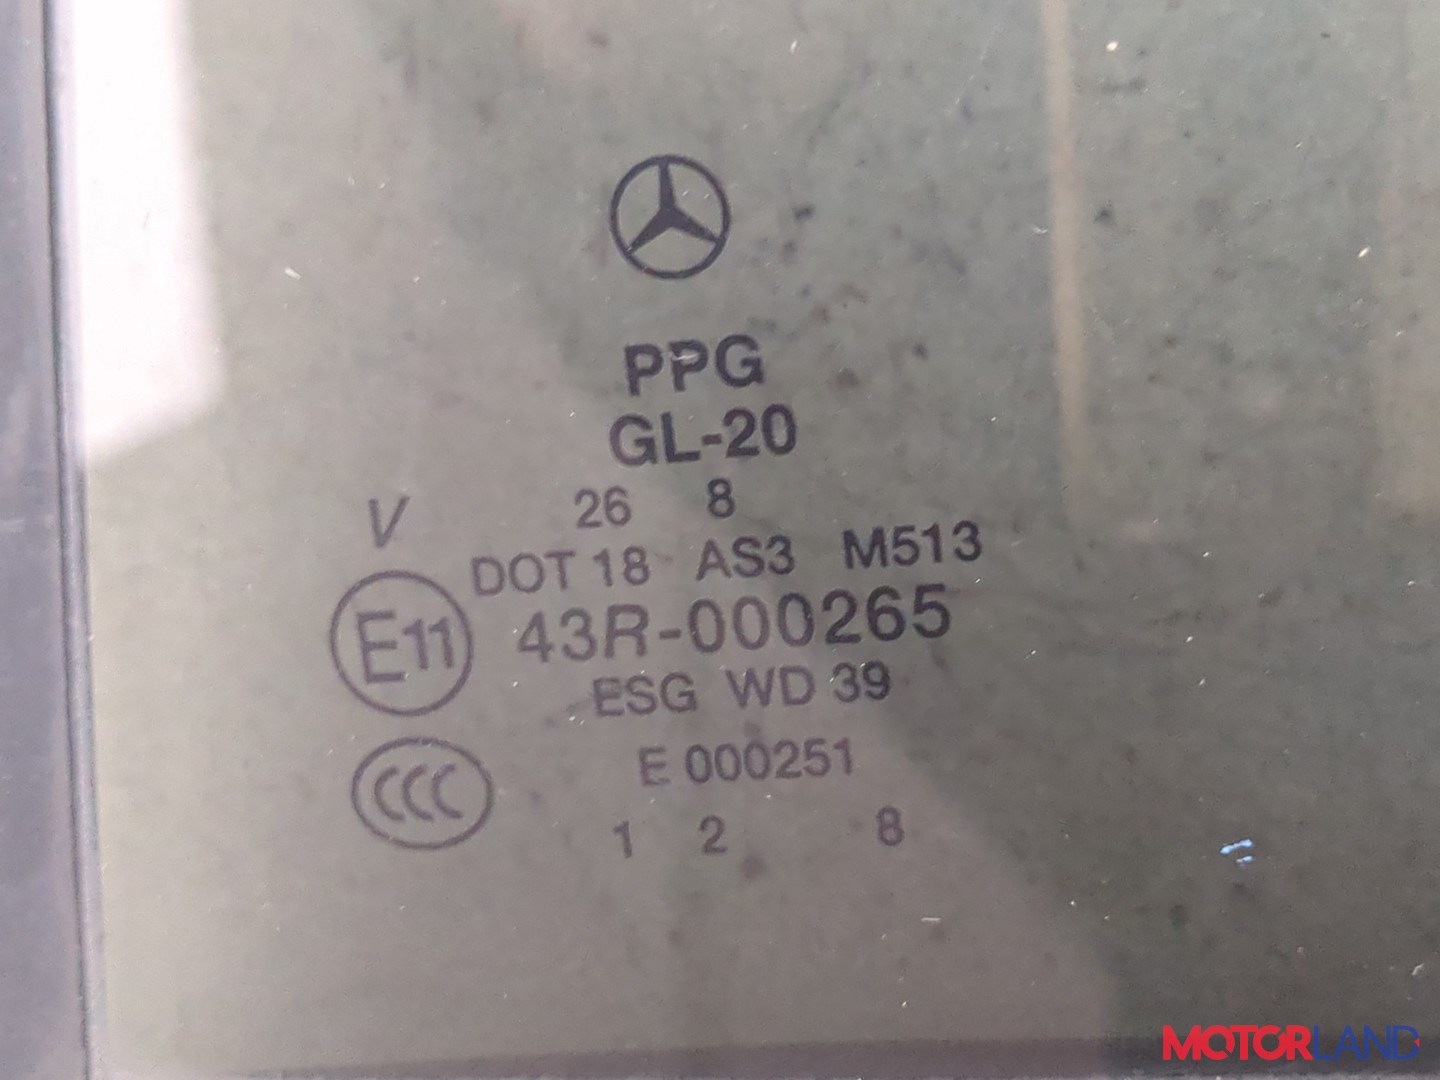 PPG
GL-20
26 8
V
DOT 18 AS3 M513
E11 43R-000265
ESG WD 39
CCC E 000251
1 2 8
MOTORLAND